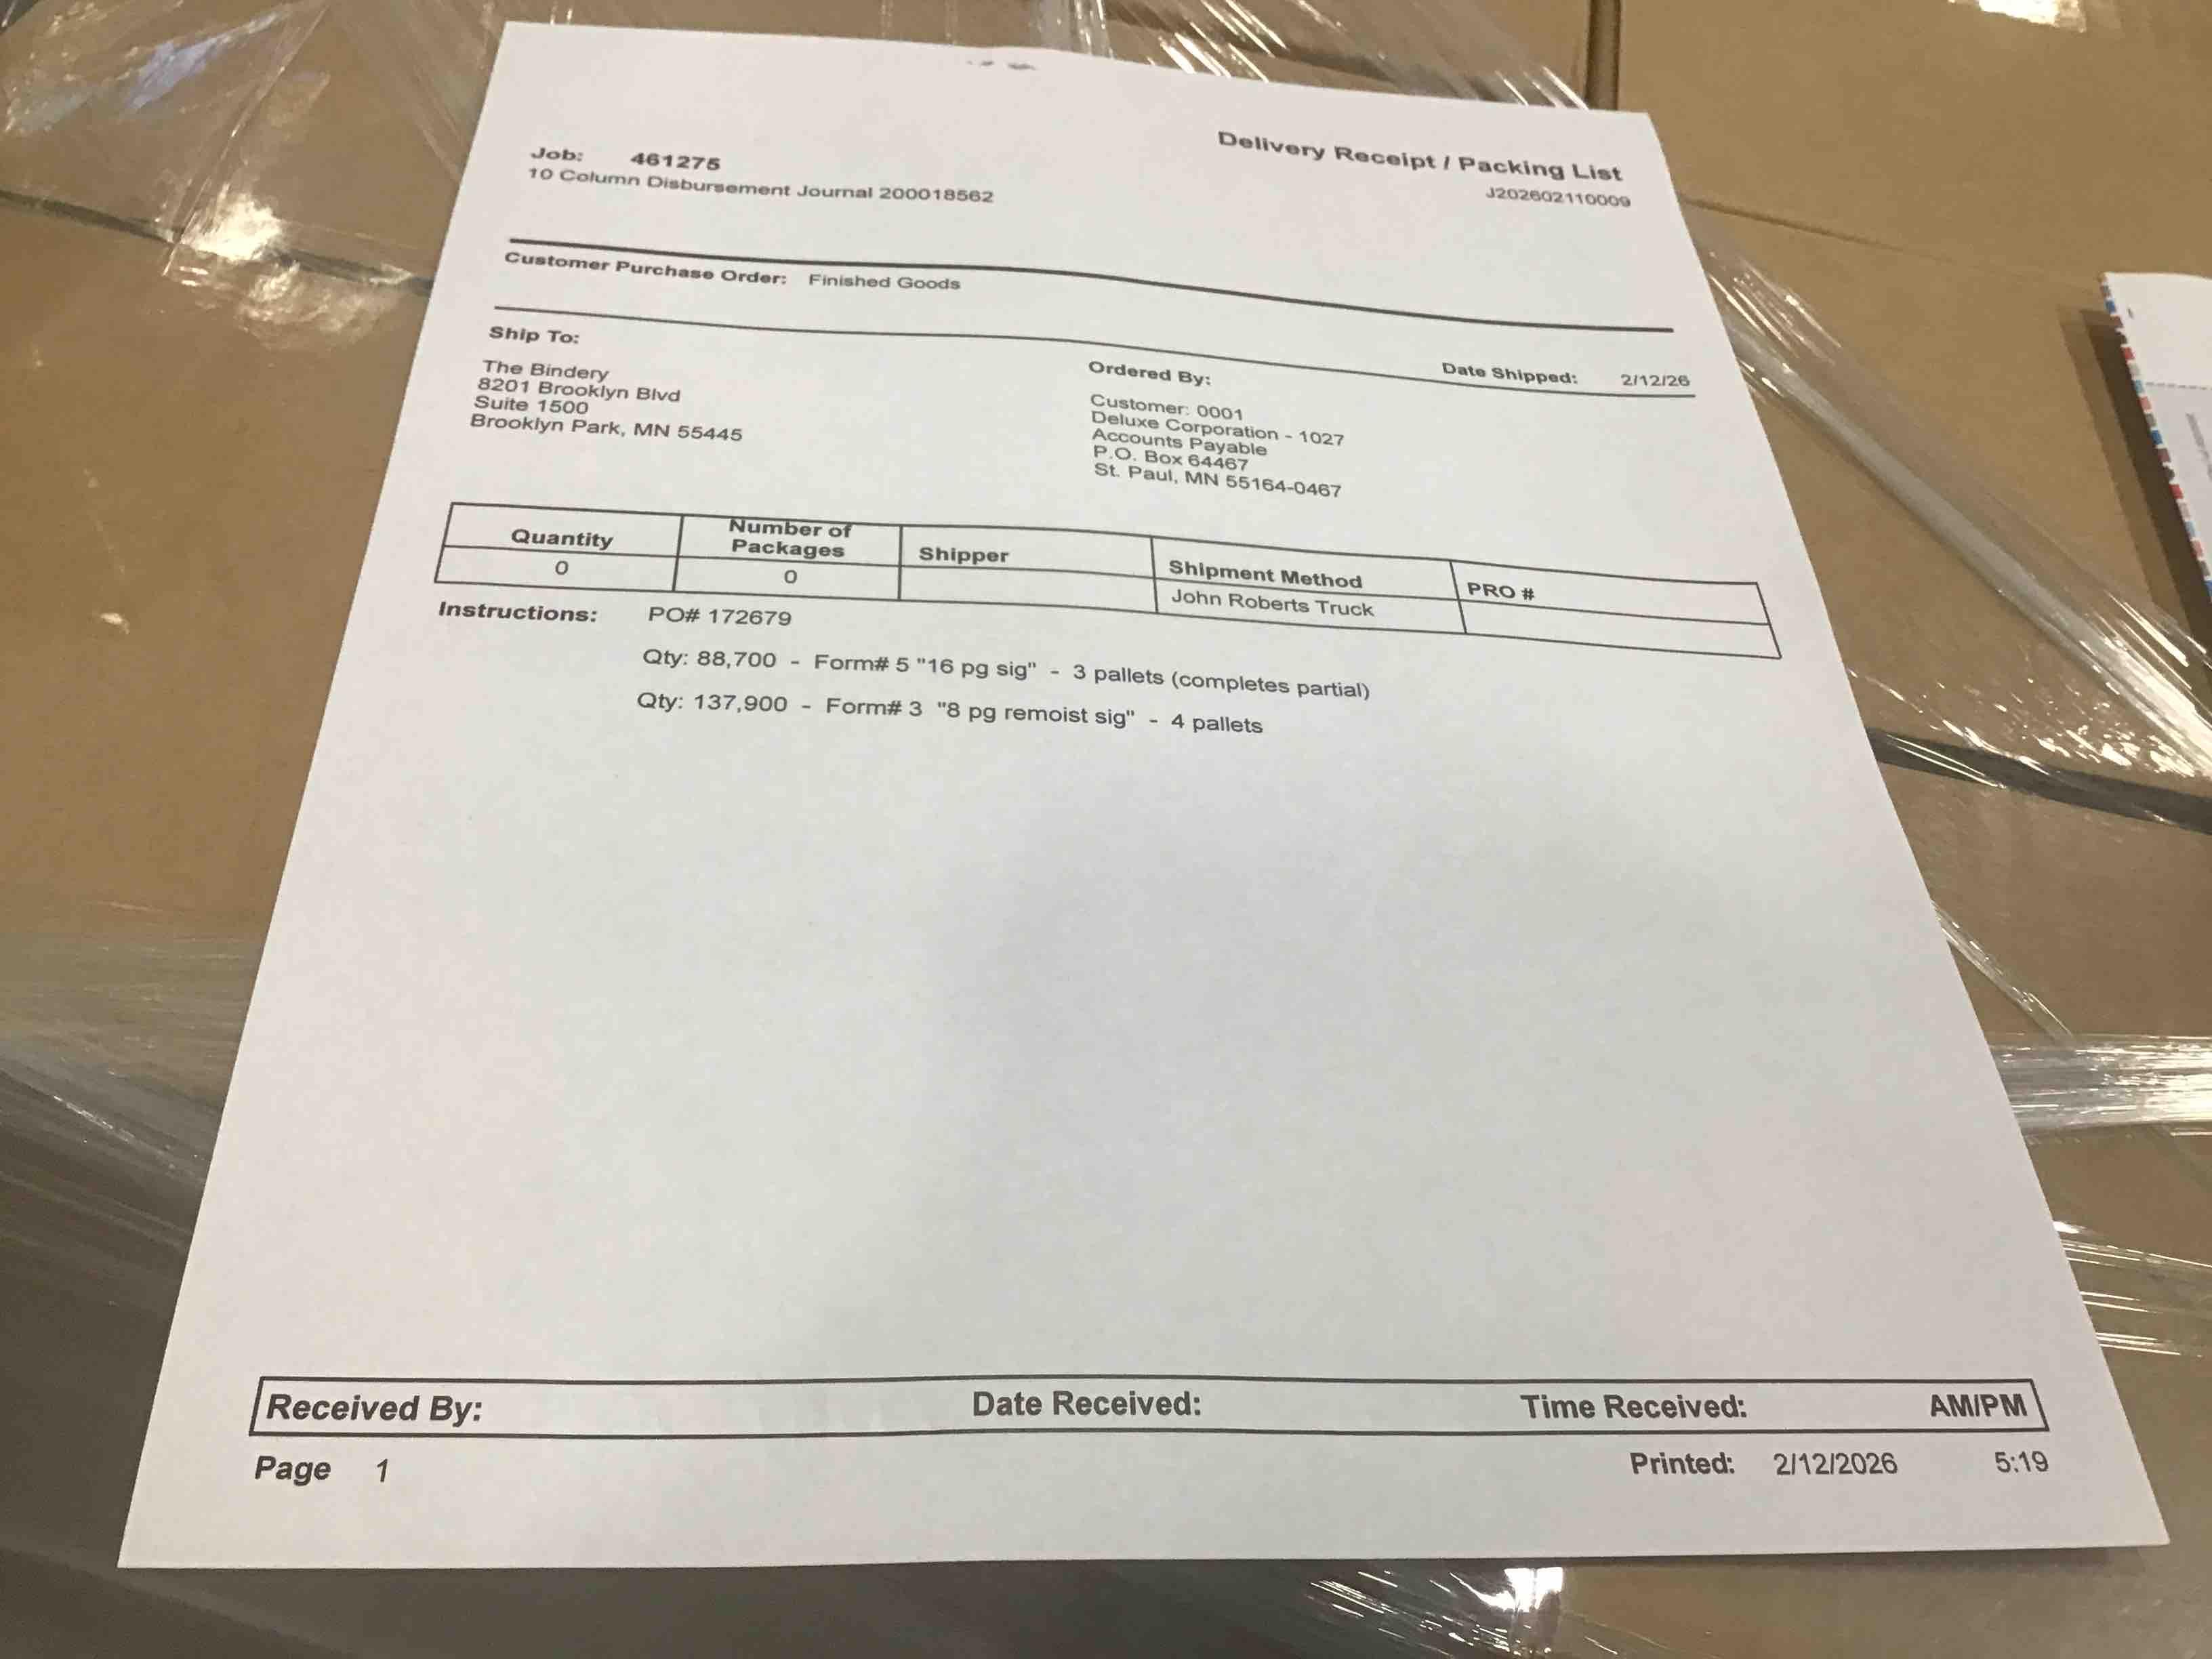 Delivery Receipt / Packing List
J202602110009
Job: 461275
10 Column Disbursement Journal 200018562
Customer Purchase Order: Finished Goods
Date Shipped: 2/12/26
Ship To:
The Bindery
8201 Brooklyn Blvd
Suite 1500
Brooklyn Park, MN 55445
Ordered By:
Customer: 0001
Deluxe Corporation - 1027
Accounts Payable
P.O. Box 64467
St. Paul, MN 55164-0467
Quantity
Number of
Packages
Shipper
Shipment Method
PRO #
0
0
John Roberts Truck
Instructions: PO# 172679
Qty: 88,700 - Form# 5 "16 pg sig" - 3 pallets (completes partial)
Qty: 137,900 - Form# 3 "8 pg remoist sig" - 4 pallets
Received By: Date Received: Time Received: AM/PM
Page 1 Printed: 2/12/2026 5:19